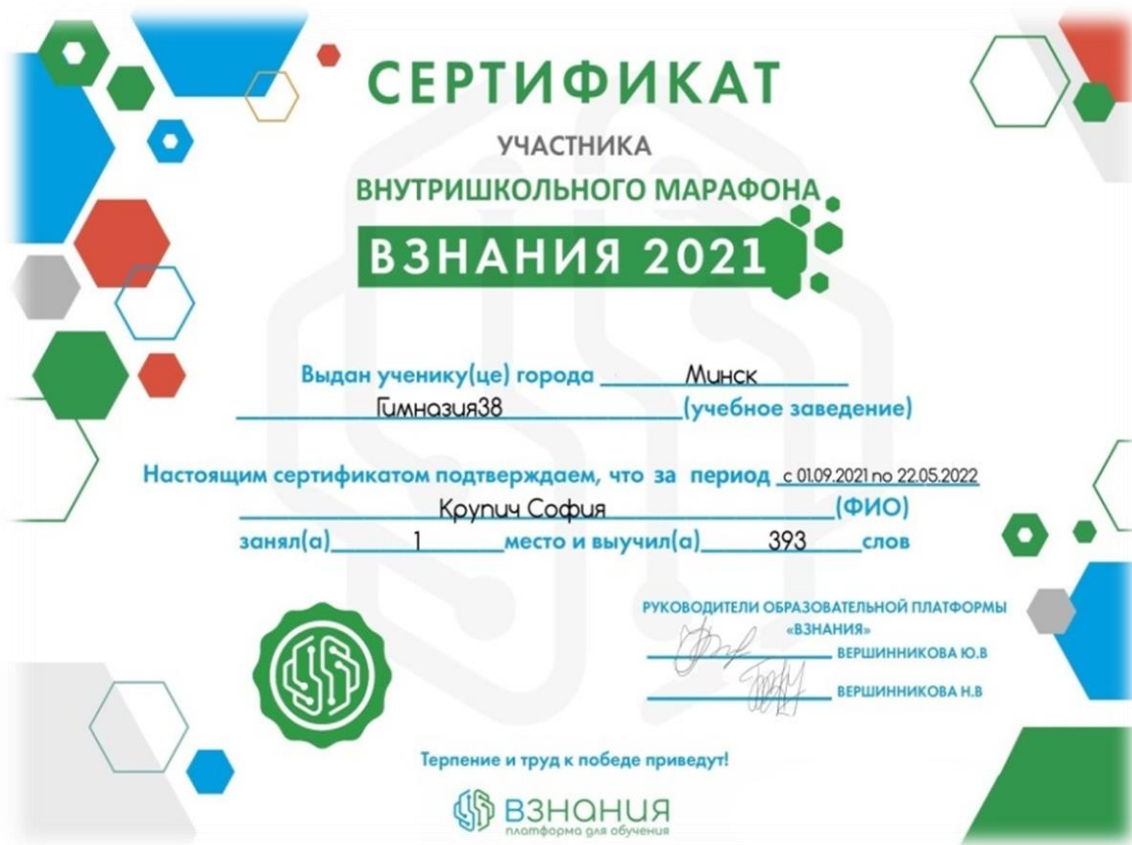 СЕРТИФИКАТ
УЧАСТНИКА
ВНУТРИШКОЛЬНОГО МАРАФОНА
ВЗНАНИЯ 2021
Выдан ученику(це) города Минск
Гимназия38 (учебное заведение)
Настоящим сертификатом подтверждаем, что за период с 01.09.2021 по 22.05.2022
Крупич София (ФИО)
занял(а) 1 место и выучил(а) 393 слов
РУКОВОДИТЕЛИ ОБРАЗОВАТЕЛЬНОЙ ПЛАТФОРМЫ
«ВЗНАНИЯ»
ВЕРШИННИКОВА Ю.В
ВЕРШИННИКОВА Н.В
Терпение и труд к победе приведут!
ВЗНАНИЯ
платформа для обучения